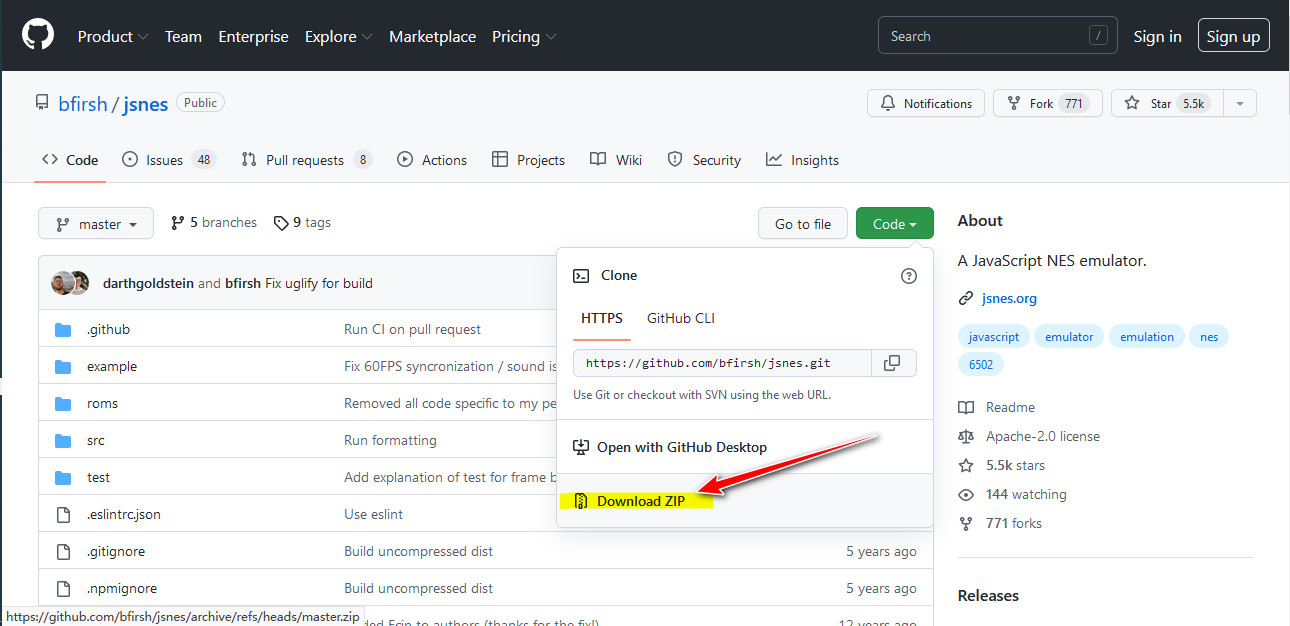 Product Team Enterprise Explore Marketplace Pricing Search / Sign in Sign up
bfirsh / jsnes Public Notifications Fork 771 Star 5.5k
Code Issues 48 Pull requests 8 Actions Projects Wiki Security Insights
master 5 branches 9 tags Go to file Code
darthgoldstein and bfirsh Fix uglify for build
.github Run CI on pull request
example Fix 60FPS syncronization / sound is
roms Removed all code specific to my pe
src Run formatting
test Add explanation of test for frame b
.eslintrc.json Use eslint
.gitignore Build uncompressed dist 5 years ago
.npmignore Build uncompressed dist 5 years ago
ded Fcin to authors (thanks for the fix!) 12 years ago
Clone
HTTPS GitHub CLI
https://github.com/bfirsh/jsnes.git
Use Git or checkout with SVN using the web URL.
Open with GitHub Desktop
Download ZIP
About
A JavaScript NES emulator.
jsnes.org
javascript emulator emulation nes
6502
Readme
Apache-2.0 license
5.5k stars
144 watching
771 forks
Releases
https://github.com/bfirsh/jsnes/archive/refs/heads/master.zip